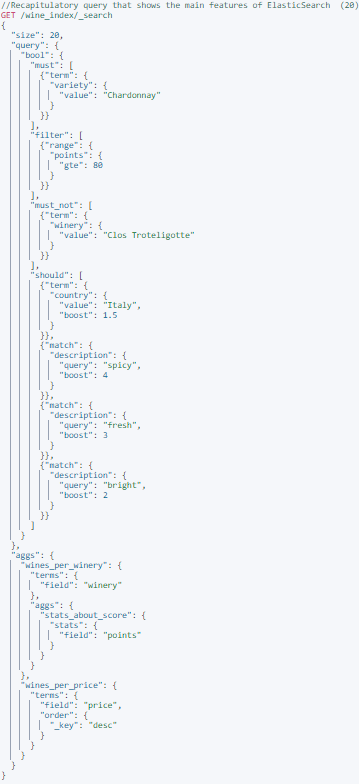 //Recapitulatory query that shows the main features of ElasticSearch  (20)
GET /wine_index/_search
{
  "size": 20,
  "query": {
    "bool": {
      "must": [
        {"term": {
          "variety": {
            "value": "Chardonnay"
          }
        }}
      ],
      "filter": [
        {"range": {
          "points": {
            "gte": 80
          }
        }}
      ],
      "must_not": [
        {"term": {
          "winery": {
            "value": "Clos Troteligotte"
          }
        }}
      ],
      "should": [
        {"term": {
          "country": {
            "value": "Italy",
            "boost": 1.5
          }
        }},
        {"match": {
          "description": {
            "query": "spicy",
            "boost": 4
          }
        }},
        {"match": {
          "description": {
            "query": "fresh",
            "boost": 3
          }
        }},
        {"match": {
          "description": {
            "query": "bright",
            "boost": 2
          }
        }}
      ]
    }
  },
  "aggs": {
    "wines_per_winery": {
      "terms": {
        "field": "winery"
      },
      "aggs": {
        "stats_about_score": {
          "stats": {
            "field": "points"
          }
        }
      }
    },
    "wines_per_price": {
      "terms": {
        "field": "price",
        "order": {
          "_key": "desc"
        }
      }
    }
  }
}